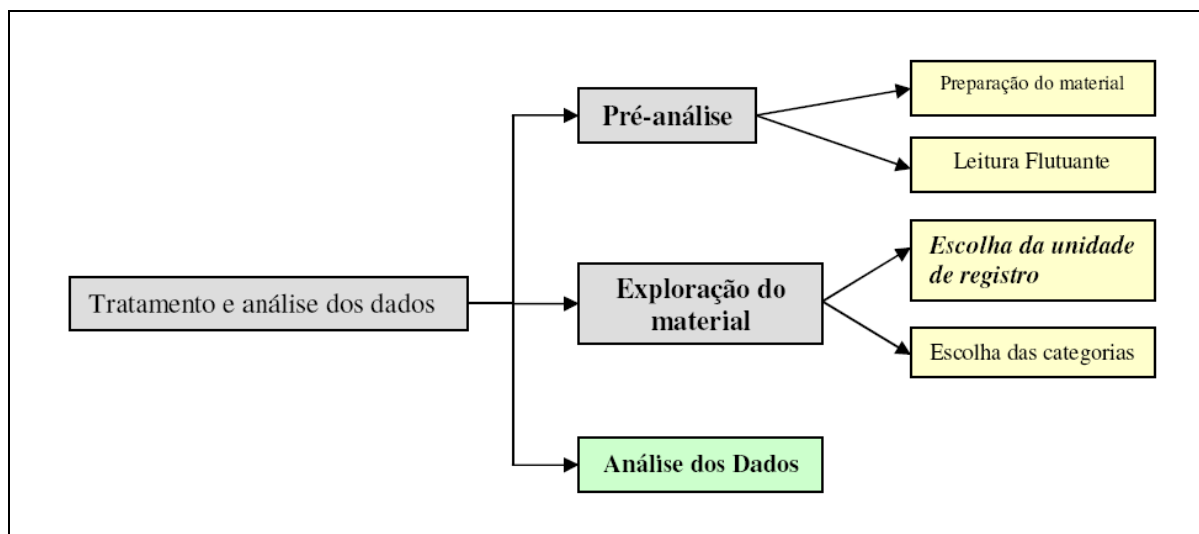 Preparação do material
Pré-análise
Leitura Flutuante
Escolha da unidade
de registro
Exploração do
material
Tratamento e análise dos dados
Escolha das categorias
Análise dos Dados